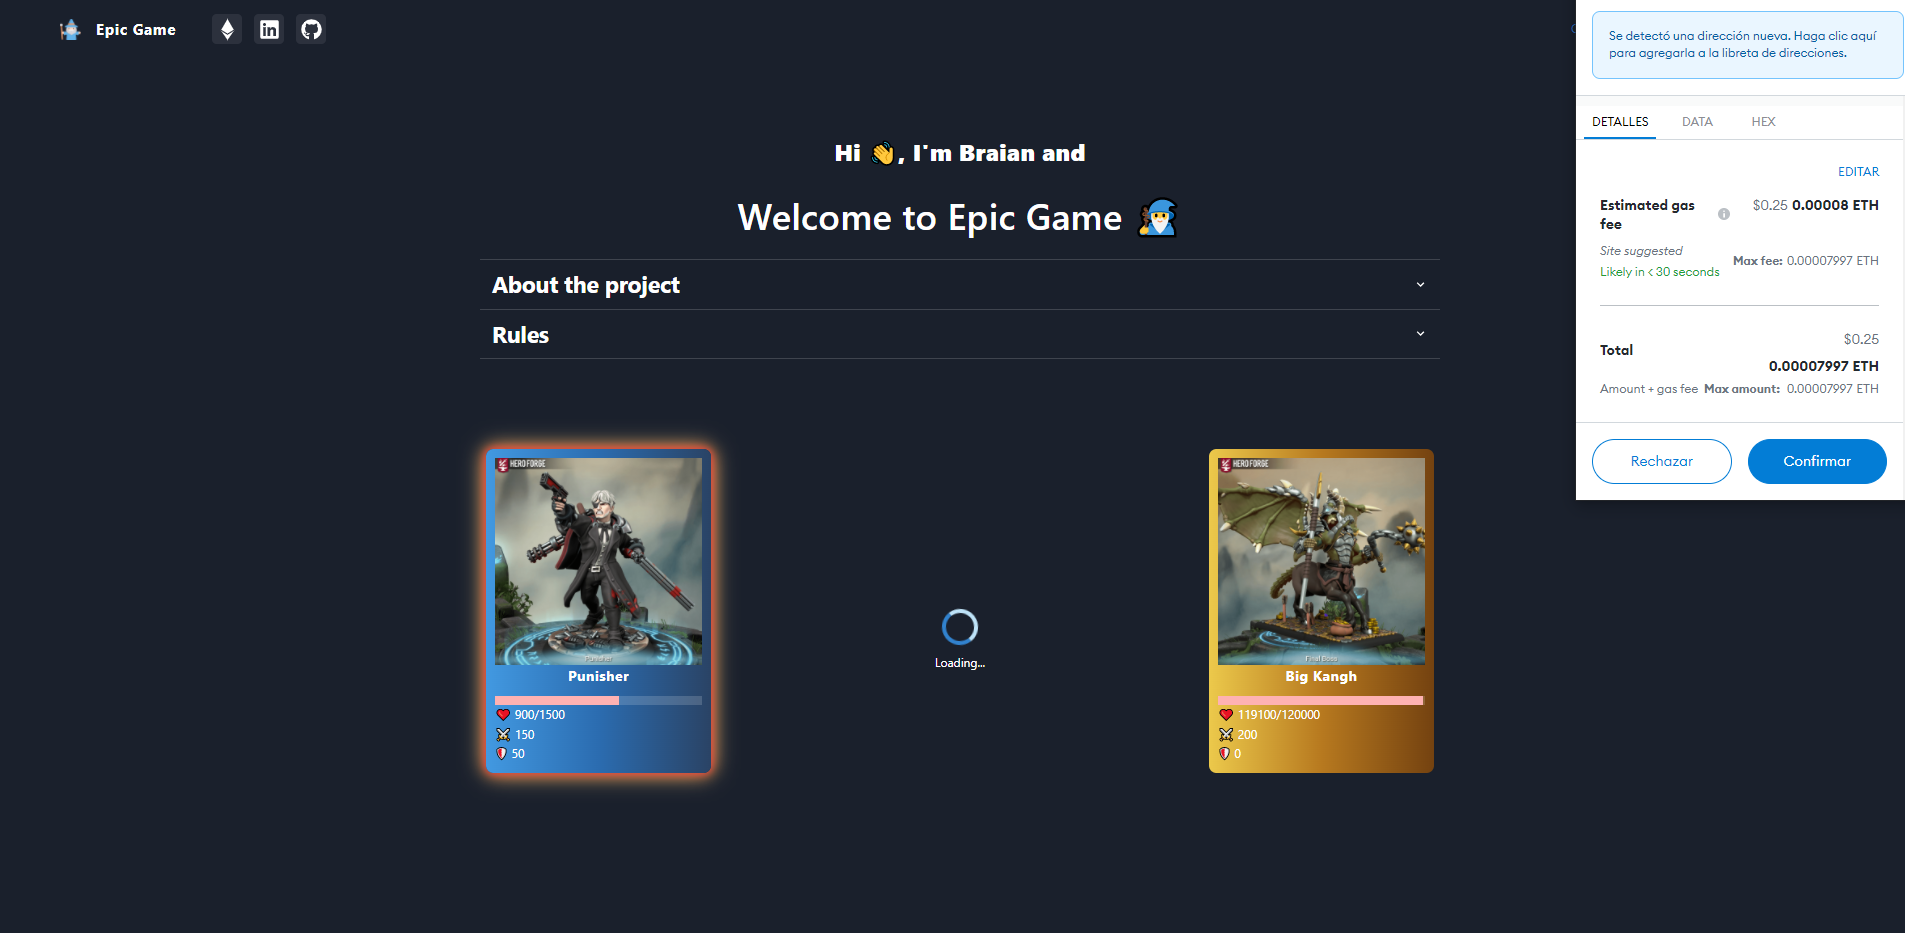 Epic Game
Hi 👋, I'm Braian and
Welcome to Epic Game 🧙‍♂️
About the project
Rules
HERO FORGE
Punisher
Punisher
❤️ 900/1500
⚔️ 150
🛡️ 50
Loading...
HERO FORGE
Final Boss
Big Kangh
❤️ 119100/120000
⚔️ 200
🛡️ 0
Se detectó una dirección nueva. Haga clic aquí
para agregarla a la libreta de direcciones.
DETALLES DATA HEX
EDITAR
Estimated gas
fee
$0.25 0.00008 ETH
Site suggested
Likely in < 30 seconds
Max fee: 0.00007997 ETH
$0.25
Total
0.00007997 ETH
Amount + gas fee Max amount: 0.00007997 ETH
Rechazar Confirmar